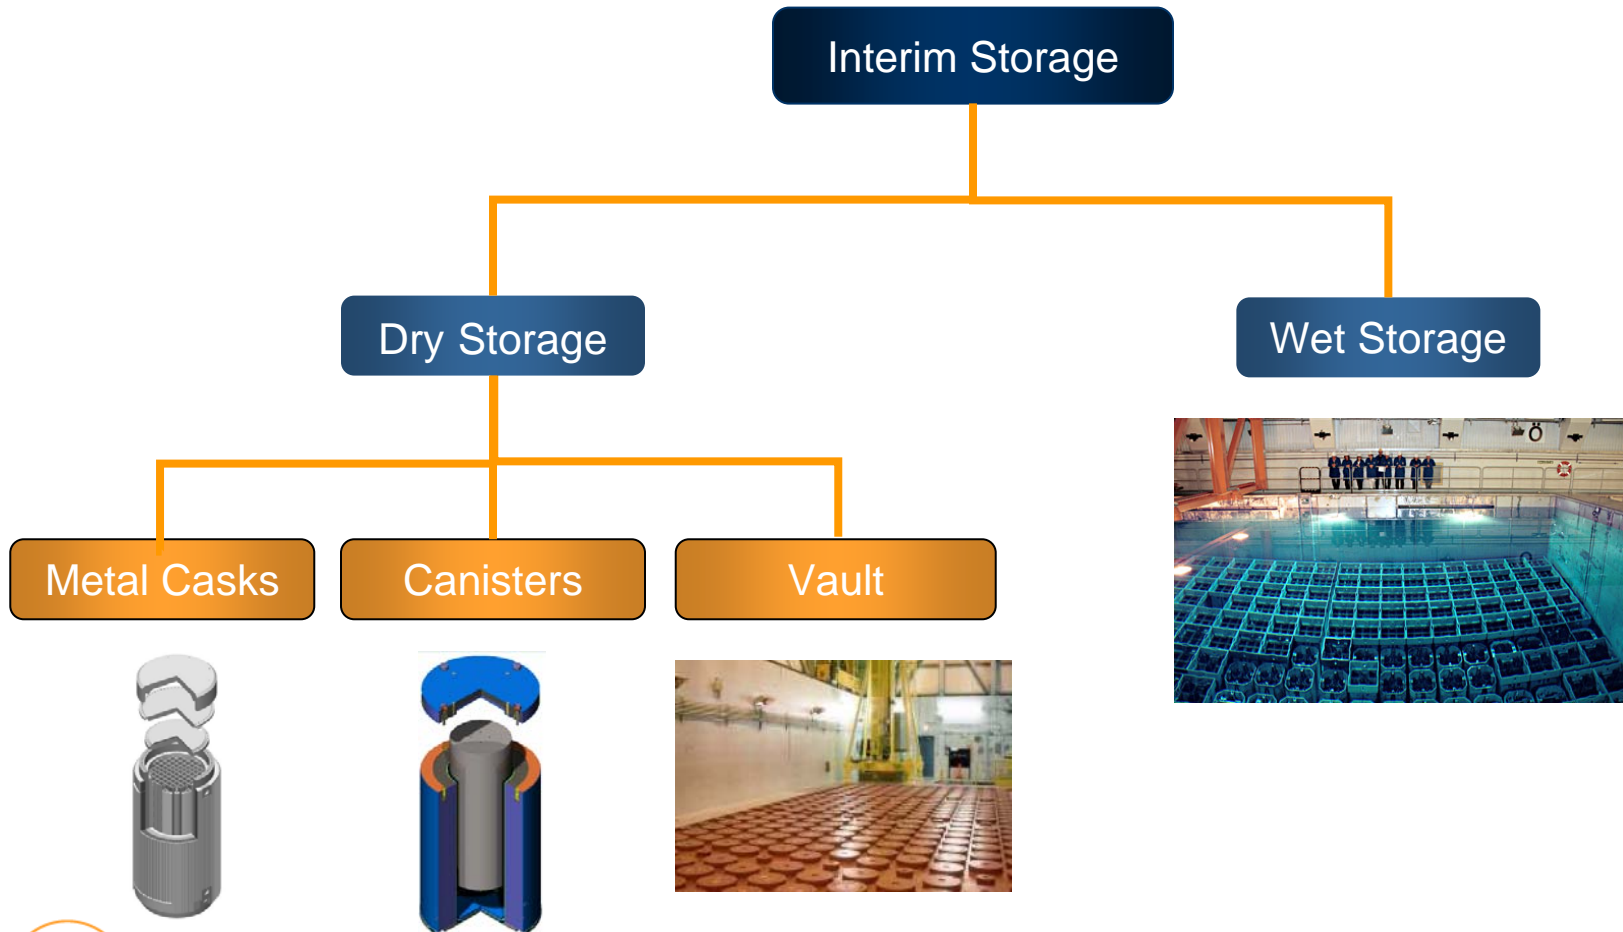 Interim Storage
Dry Storage
Wet Storage
Metal Casks
Canisters
Vault